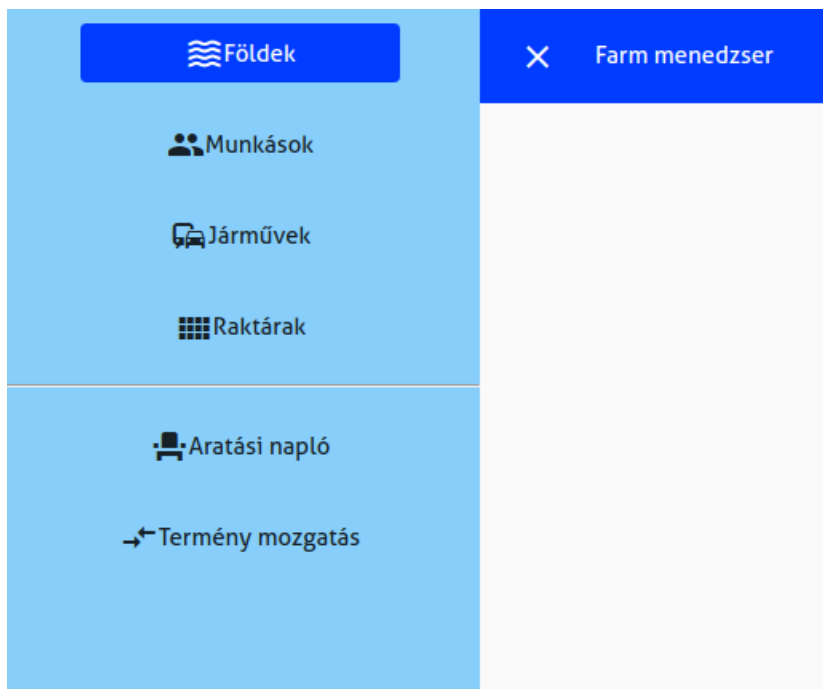 Földek
Munkások
Járművek
Raktárak
Aratási napló
Termény mozgatás
Farm menedzser